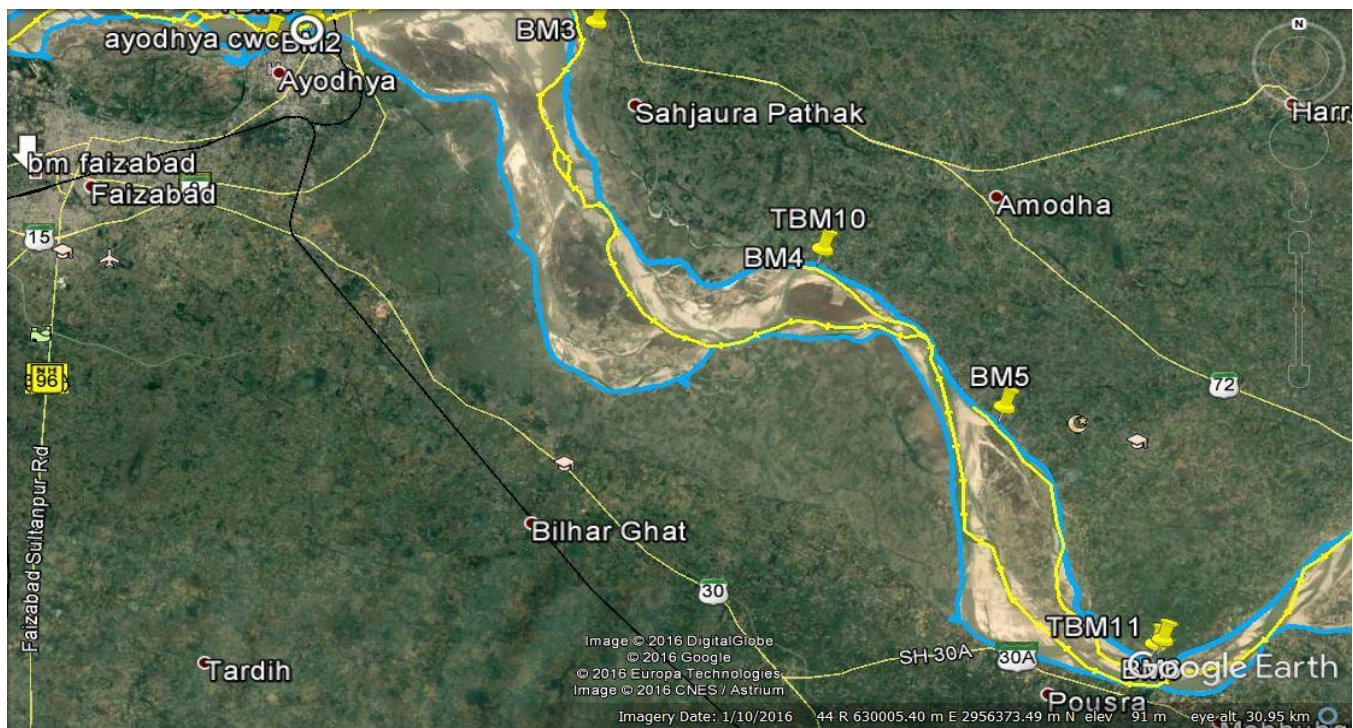 N
ayodhya cwc
BM2
BM3
Ayodhya
Sahjaura Pathak
bm faizabad
Faizabad
Amodha
TBM10
BM4
15
BM5
NH
96
72
Faizabad-Sultanpur Rd
Bilhar Ghat
30
TBM11
SH 30A
30A
Tardih
Pousra
Google Earth
Image © 2016 DigitalGlobe
© 2016 Google
© 2016 Europa Technologies
Image © 2016 CNES / Astrium
Imagery Date: 1/10/2016 44 R 630005.40 m E 2956373.49 m N elev 91 m eye alt 30.95 km